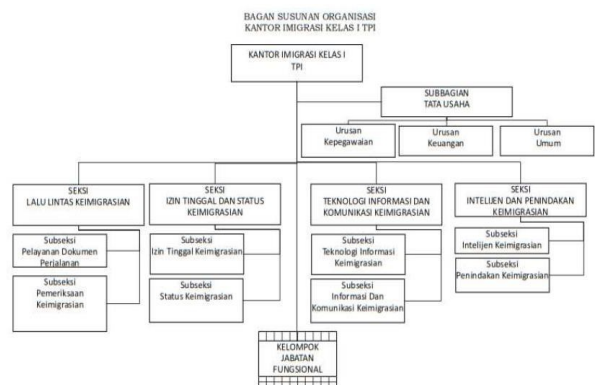 BAGAN SUSUNAN ORGANISASI
KANTOR IMIGRASI KELAS I TPI
KANTOR IMIGRASI KELAS I
TPI
SUBBAGIAN
TATA USAHA
Urusan
Kepegawaian
Urusan
Keuangan
Urusan
Umum
SEKSI
LALU LINTAS KEIMIGRASIAN
SEKSI
IZIN TINGGAL DAN STATUS
KEIMIGRASIAN
SEKSI
TEKNOLOGI INFORMASI DAN
KOMUNIKASI KEIMIGRASIAN
SEKSI
INTELIJEN DAN PENINDAKAN
KEIMIGRASIAN
Subseksi
Pelayanan Dokumen
Perjalanan
Subseksi
Pemeriksaan
Keimigrasian
Subseksi
Izin Tinggal Keimigrasian
Subseksi
Status Keimigrasian
Subseksi
Teknologi Informasi
Keimigrasian
Subseksi
Informasi Dan
Komunikasi Keimigrasian
Subseksi
Intelijen Keimigrasian
Subseksi
Penindakan Keimigrasian
KELOMPOK
JABATAN
FUNGSIONAL